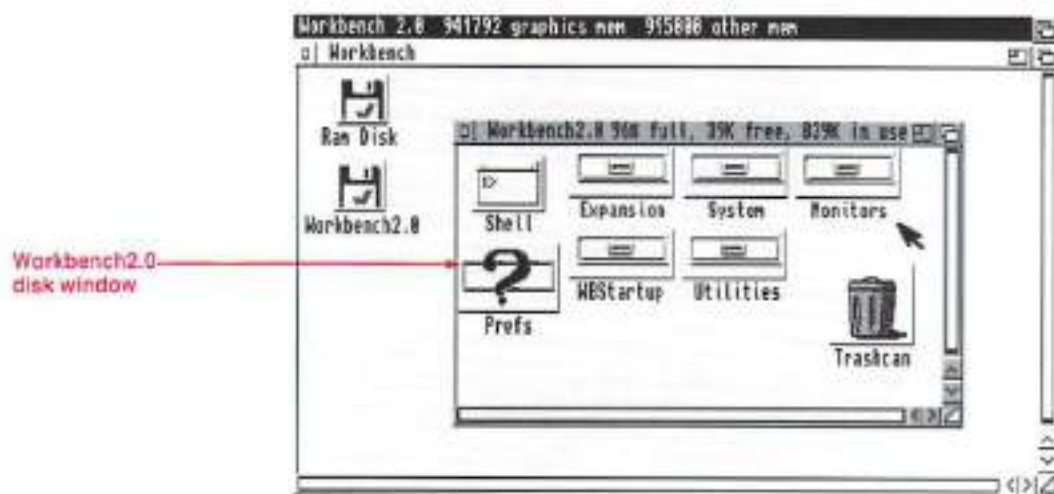 Workbench 2.0 941792 graphics mem 915808 other mem
Workbench
Ram Disk
Workbench2.0
Workbench2.0 96% full, 39K free, 839K in use
Shell
Expansion
System
Monitors
Prefs
WBStartup
Utilities
Trashcan
Workbench2.0
disk window